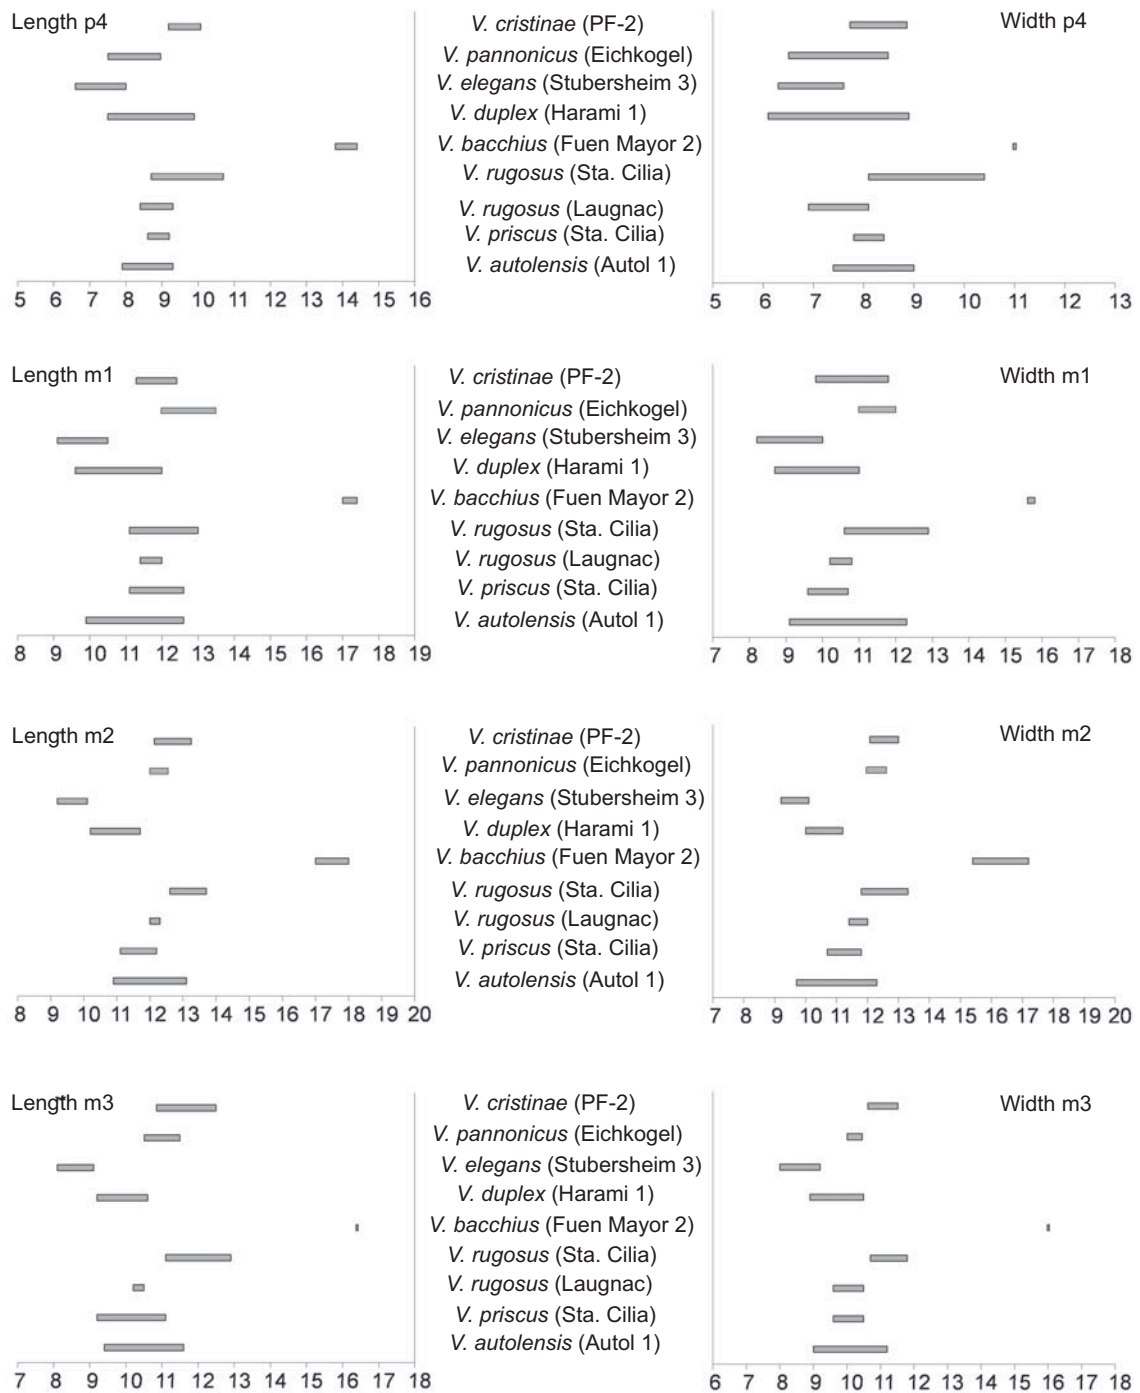 Length p4
Width p4
V. cristinae (PF-2)
V. pannonicus (Eichkogel)
V. elegans (Stubersheim 3)
V. duplex (Harami 1)
V. bacchius (Fuen Mayor 2)
V. rugosus (Sta. Cilia)
V. rugosus (Laugnac)
V. priscus (Sta. Cilia)
V. autolensis (Autol 1)
5 6 7 8 9 10 11 12 13 14 15 16
5 6 7 8 9 10 11 12 13
Length m1
Width m1
V. cristinae (PF-2)
V. pannonicus (Eichkogel)
V. elegans (Stubersheim 3)
V. duplex (Harami 1)
V. bacchius (Fuen Mayor 2)
V. rugosus (Sta. Cilia)
V. rugosus (Laugnac)
V. priscus (Sta. Cilia)
V. autolensis (Autol 1)
8 9 10 11 12 13 14 15 16 17 18 19
7 8 9 10 11 12 13 14 15 16 17 18
Length m2
Width m2
V. cristinae (PF-2)
V. pannonicus (Eichkogel)
V. elegans (Stubersheim 3)
V. duplex (Harami 1)
V. bacchius (Fuen Mayor 2)
V. rugosus (Sta. Cilia)
V. rugosus (Laugnac)
V. priscus (Sta. Cilia)
V. autolensis (Autol 1)
8 9 10 11 12 13 14 15 16 17 18 19 20
7 8 9 10 11 12 13 14 15 16 17 18 19 20
Length m3
Width m3
V. cristinae (PF-2)
V. pannonicus (Eichkogel)
V. elegans (Stubersheim 3)
V. duplex (Harami 1)
V. bacchius (Fuen Mayor 2)
V. rugosus (Sta. Cilia)
V. rugosus (Laugnac)
V. priscus (Sta. Cilia)
V. autolensis (Autol 1)
7 8 9 10 11 12 13 14 15 16 17 18
6 7 8 9 10 11 12 13 14 15 16 17 18